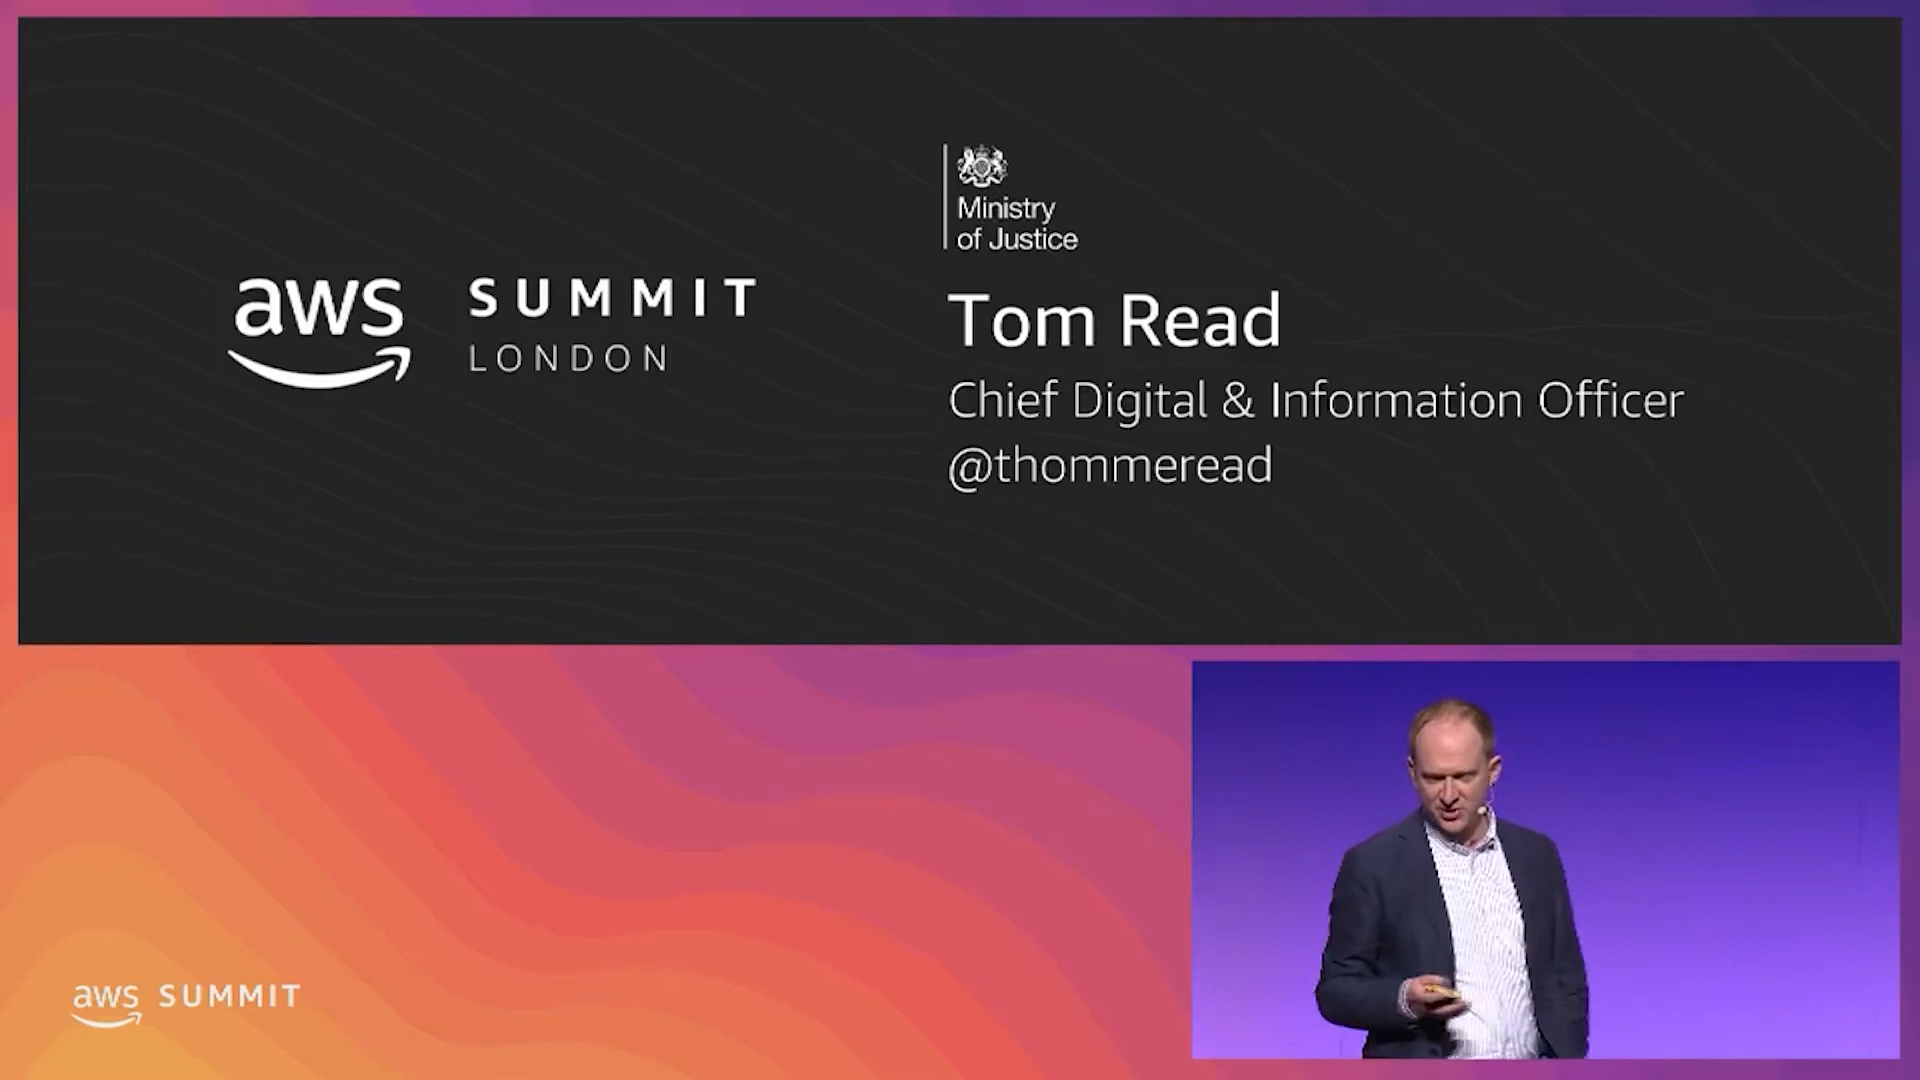 Ministry
of Justice
aws SUMMIT
LONDON
Tom Read
Chief Digital & Information Officer
@thommeread
aws SUMMIT